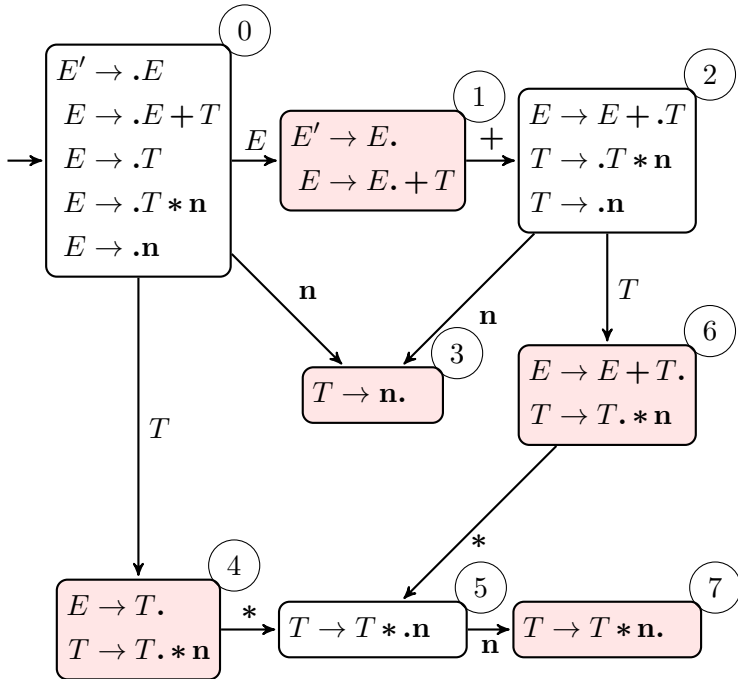 0
E′ → .E
E → .E + T
E → .T
E → .T * n
E → .n
E
1
E′ → E.
E → E. + T
+
2
E → E + .T
T → .T * n
T → .n
n
n
T
3
T → n.
6
E → E + T.
T → T. * n
T
*
4
E → T.
T → T. * n
*
5
T → T * .n
n
7
T → T * n.